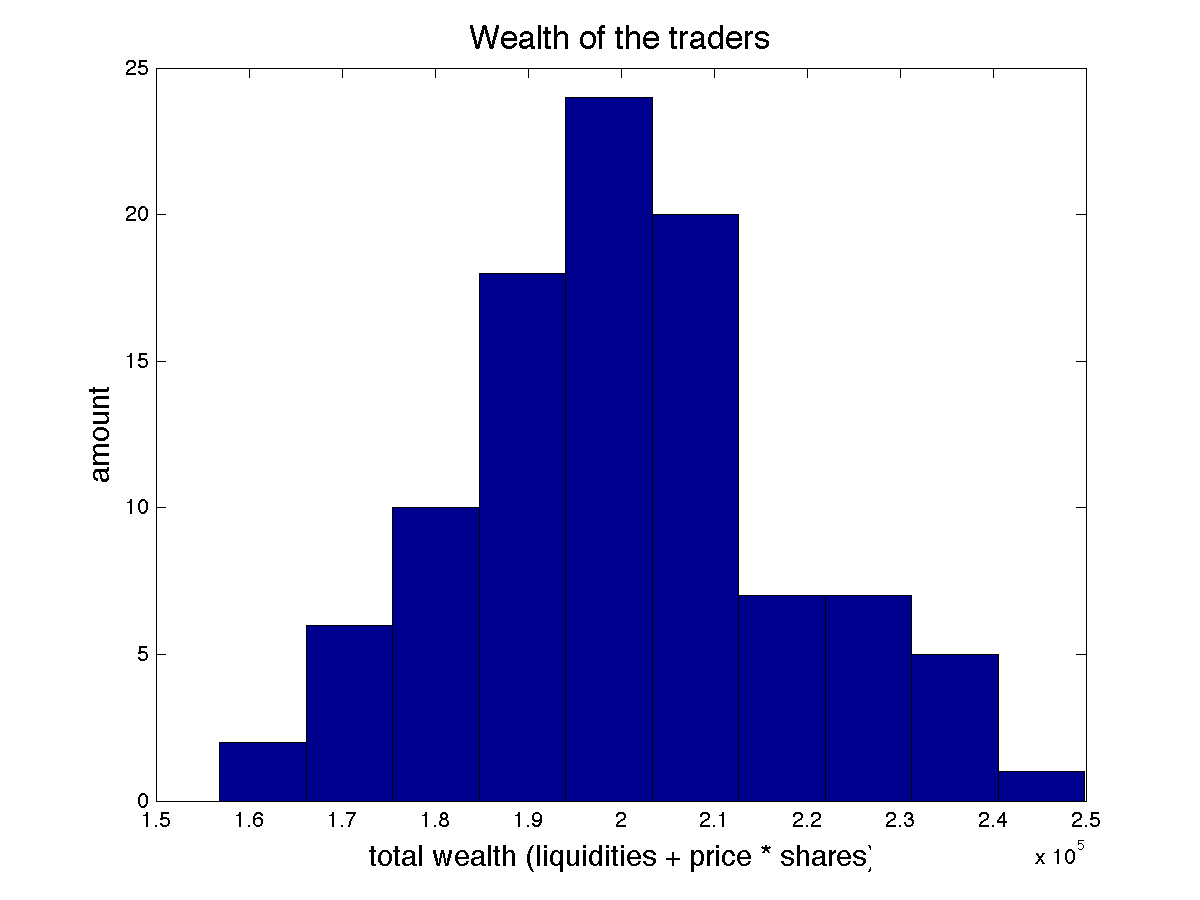 Wealth of the traders
25
20
15
10
5
0
amount
1.5 1.6 1.7 1.8 1.9 2 2.1 2.2 2.3 2.4 2.5
total wealth (liquidities + price * shares)
x 10^5